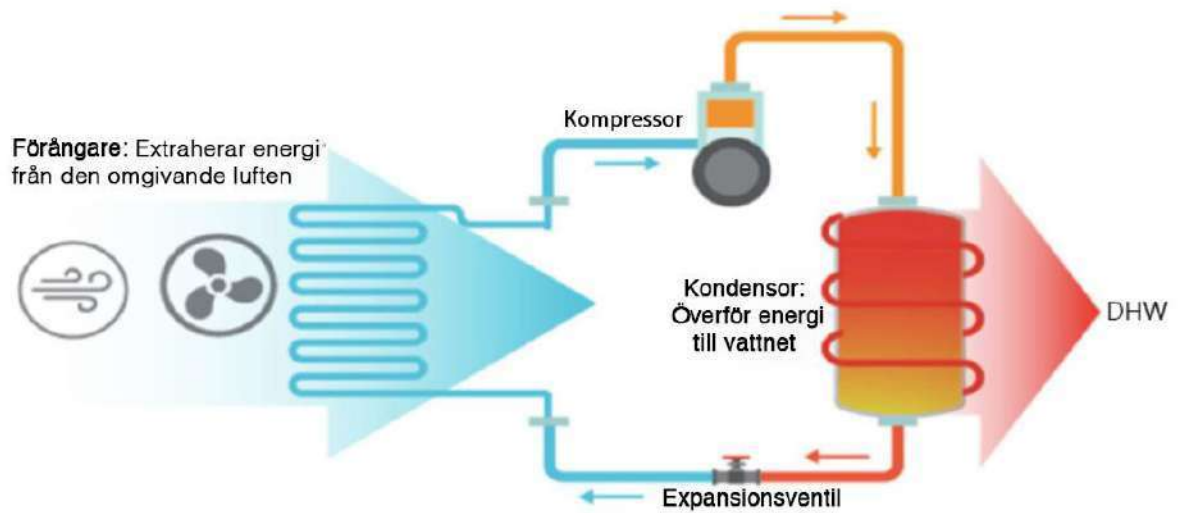 Kompressor
Förångare: Extraherar energi
från den omgivande luften
Kondensor:
Överför energi
till vattnet
DHW
Expansionsventil